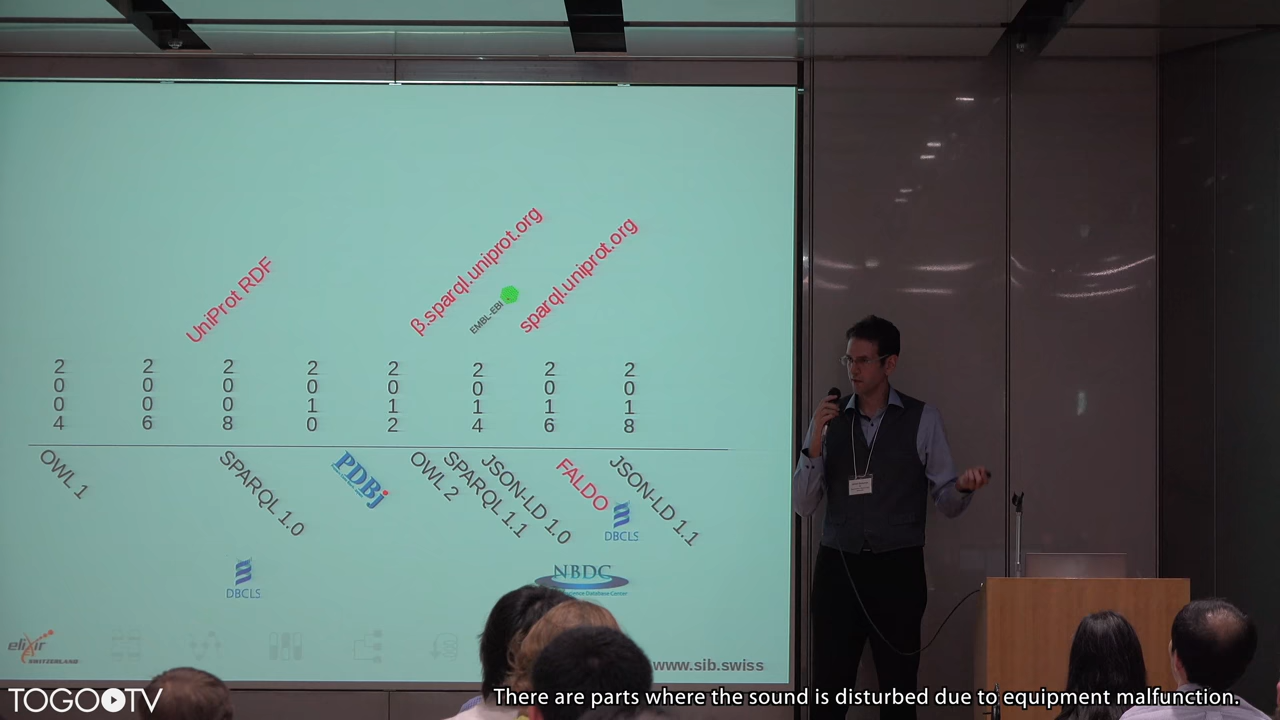 β.sparql.uniprot.org
sparql.uniprot.org
UniProt RDF
EMBL-EBI
2004
2006
2008
2010
2012
2014
2016
2018
OWL 1
SPARQL 1.0
PDBj
OWL 2
SPARQL 1.1
JSON-LD 1.0
FALDO
JSON-LD 1.1
DBCLS
NBDC
DBCLS
elixir
SWITZERLAND
www.sib.swiss
TOGO TV
There are parts where the sound is disturbed due to equipment malfunction.